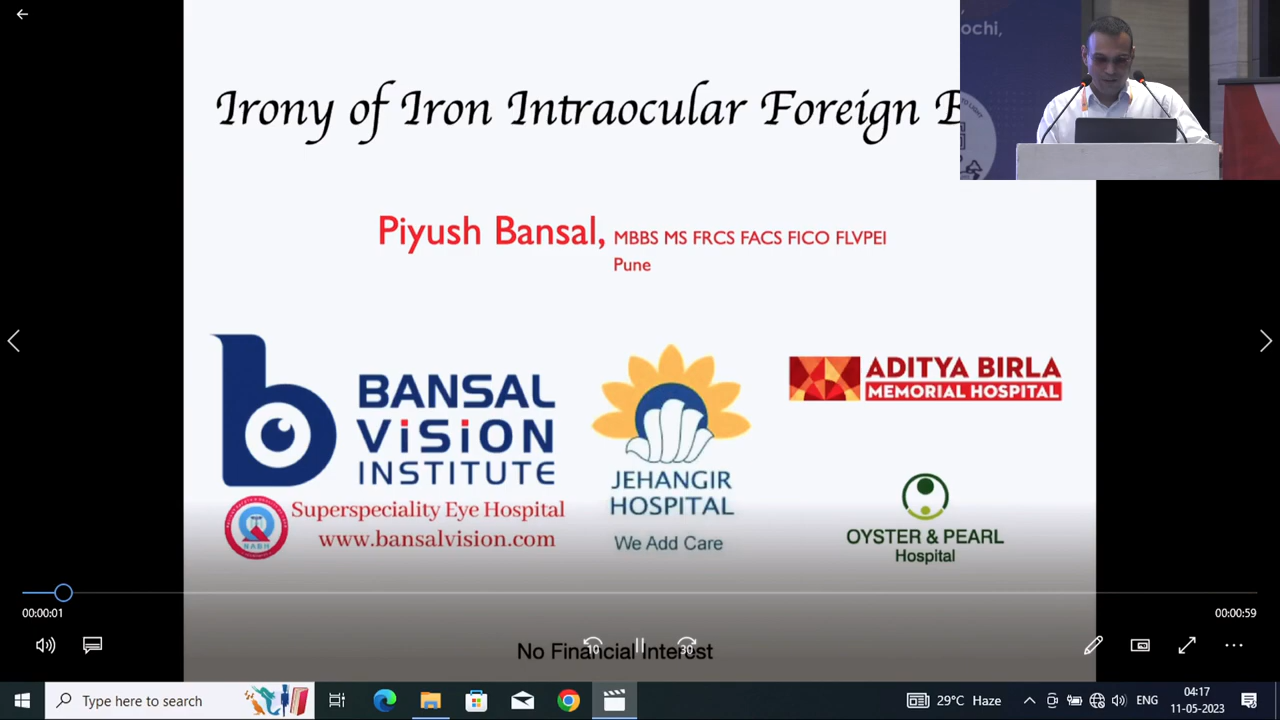 ochi,
Irony of Iron Intraocular Foreign
Piyush Bansal, MBBS MS FRCS FACS FICO FLVPEI
Pune
BANSAL
ViSiON
INSTITUTE
Superspeciality Eye Hospital
www.bansalvision.com
NABH
JEHANGIR
HOSPITAL
We Add Care
ADITYA BIRLA
MEMORIAL HOSPITAL
OYSTER & PEARL
Hospital
00:00:01
00:00:59
10
30
No Financial Interest
Type here to search
29°C Haze
ENG
04:17
11-05-2023